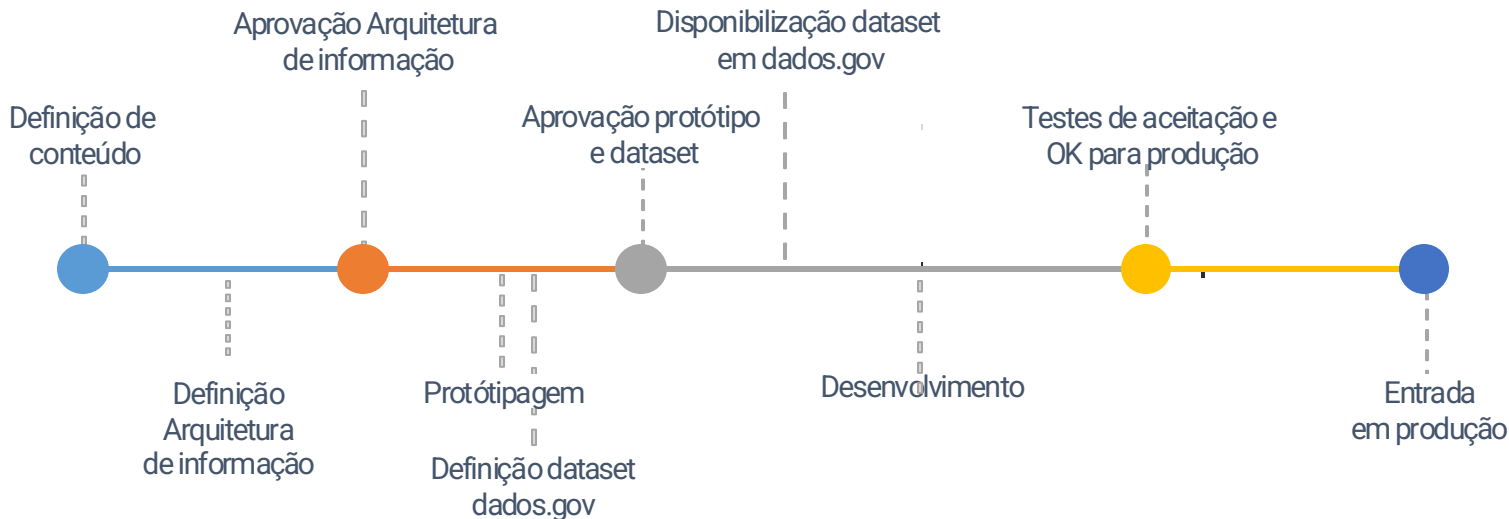 Aprovação Arquitetura
de informação
Disponibilização dataset
em dados.gov
Definição de
conteúdo
Aprovação protótipo
e dataset
Testes de aceitação e
OK para produção
Definição
Arquitetura
de informação
Protótipagem
Definição dataset
dados.gov
Desenvolvimento
Entrada
em produção